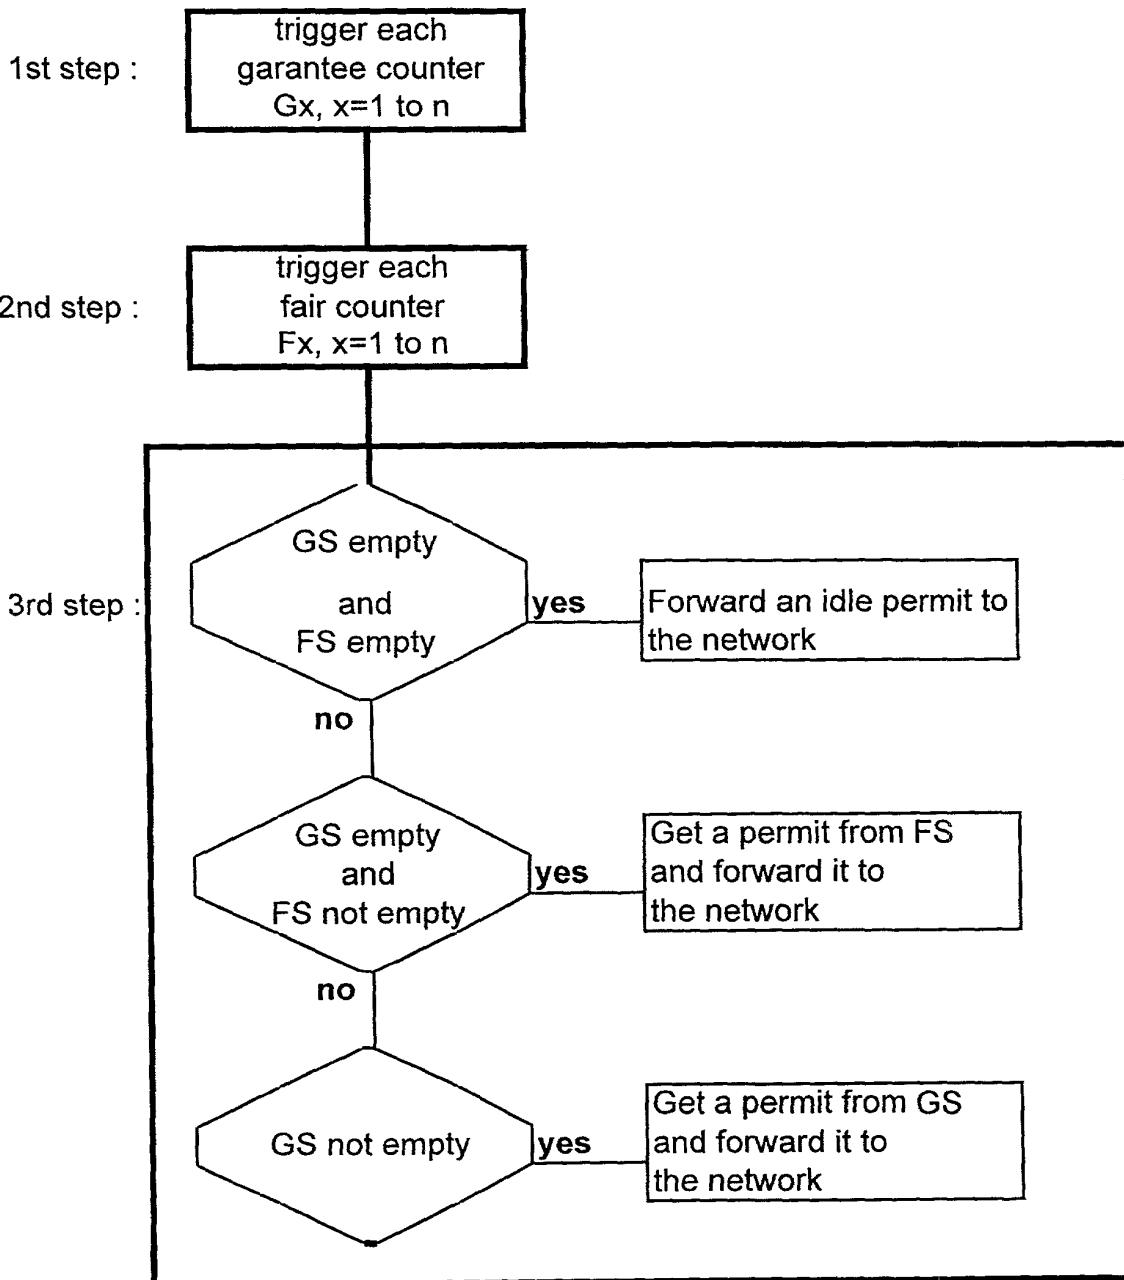 1st step :
trigger each
garantee counter
Gx, x=1 to n
2nd step :
trigger each
fair counter
Fx, x=1 to n
3rd step :
GS empty
and
FS empty
yes
Forward an idle permit to
the network
no
GS empty
and
FS not empty
yes
Get a permit from FS
and forward it to
the network
no
GS not empty
yes
Get a permit from GS
and forward it to
the network